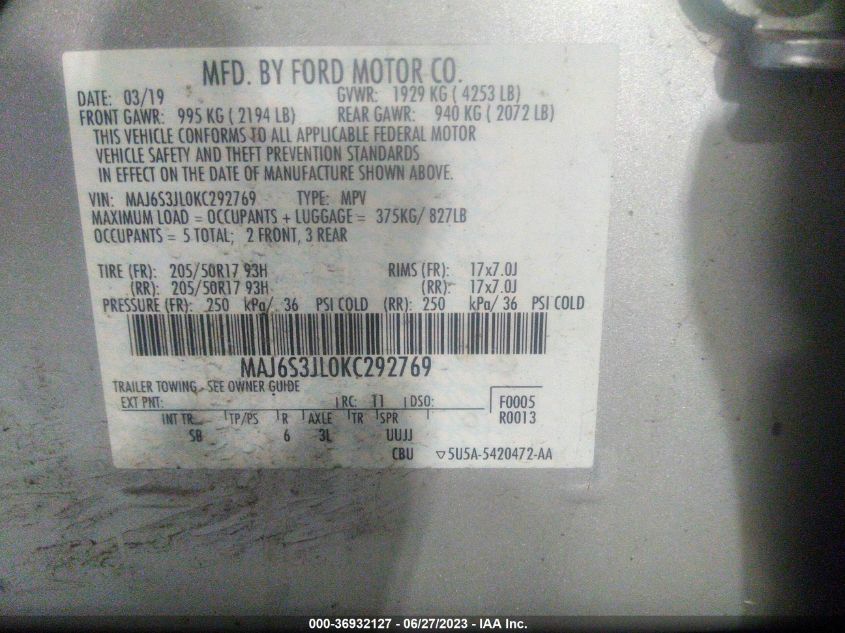 MFD. BY FORD MOTOR CO.
DATE: 03/19 GVWR: 1929 KG ( 4253 LB)
FRONT GAWR: 995 KG ( 2194 LB) REAR GAWR: 940 KG ( 2072 LB)
THIS VEHICLE CONFORMS TO ALL APPLICABLE FEDERAL MOTOR
VEHICLE SAFETY AND THEFT PREVENTION STANDARDS
IN EFFECT ON THE DATE OF MANUFACTURE SHOWN ABOVE.
VIN: MAJ6S3JL0KC292769 TYPE: MPV
MAXIMUM LOAD = OCCUPANTS + LUGGAGE = 375KG/ 827LB
OCCUPANTS = 5 TOTAL; 2 FRONT, 3 REAR
TIRE (FR): 205/50R17 93H RIMS (FR): 17x7.0J
(RR): 205/50R17 93H (RR): 17x7.0J
PRESSURE (FR): 250 kPa/ 36 PSI COLD (RR): 250 kPa/ 36 PSI COLD
MAJ6S3JL0KC292769
TRAILER TOWING - SEE OWNER GUIDE
EXT PNT: RC: T1 DSO: F0005
INT TR TP/PS R AXLE TR SPR R0013
SB 6 3L UUJJ
CBU ▽5U5A-5420472-AA
000-36932127 - 06/27/2023 - IAA Inc.